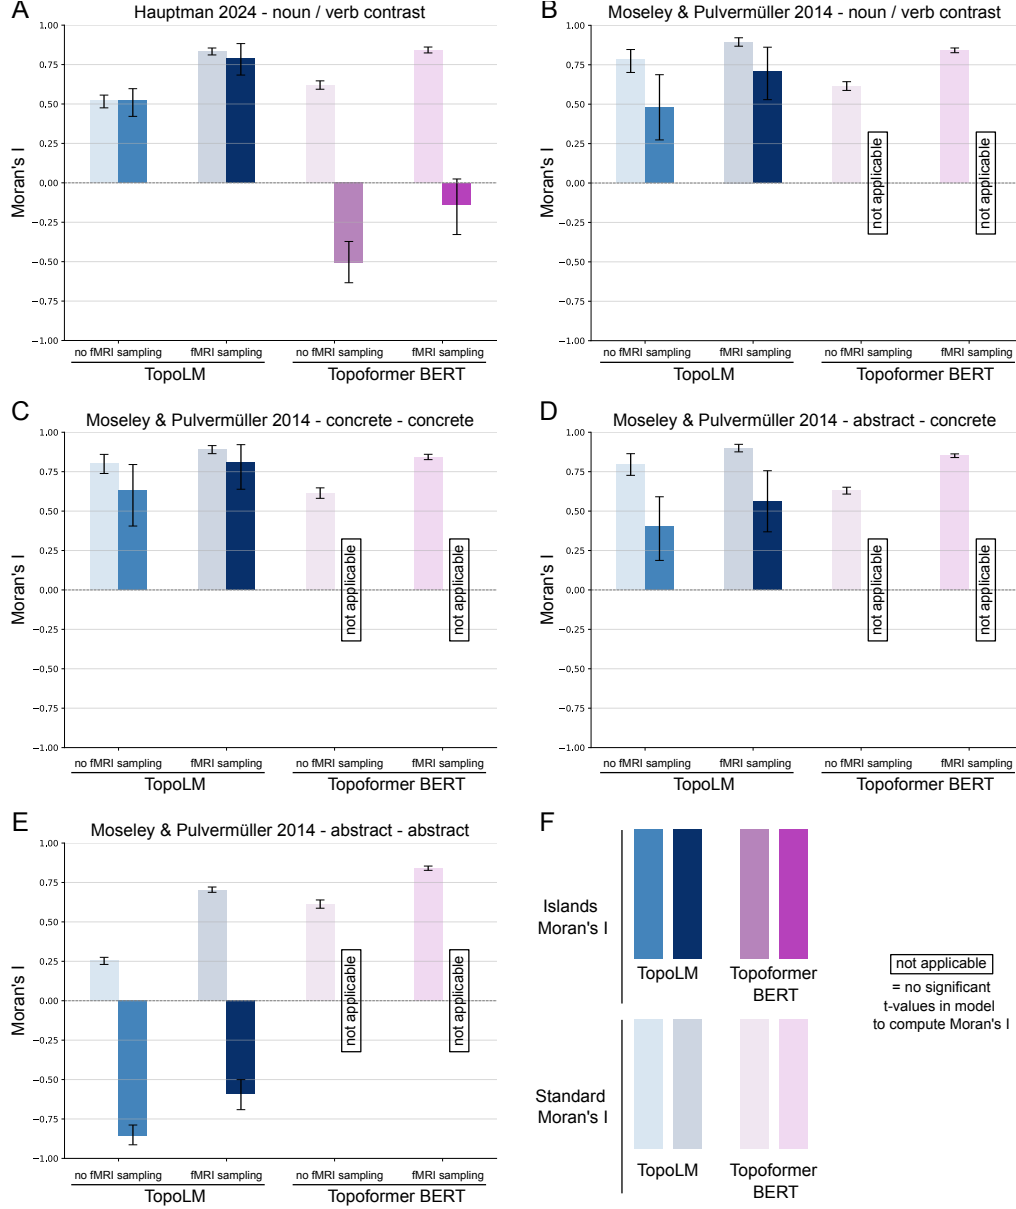 A
Hauptman 2024 - noun / verb contrast
1.00
0.75
0.50
0.25
0.00
−0.25
−0.50
−0.75
−1.00
Moran's I
no fMRI sampling
fMRI sampling
no fMRI sampling
fMRI sampling
TopoLM
Topoformer BERT
B
Moseley & Pulvermüller 2014 - noun / verb contrast
1.00
0.75
0.50
0.25
0.00
−0.25
−0.50
−0.75
−1.00
Moran's I
not applicable
not applicable
no fMRI sampling
fMRI sampling
no fMRI sampling
fMRI sampling
TopoLM
Topoformer BERT
C
Moseley & Pulvermüller 2014 - concrete - concrete
1.00
0.75
0.50
0.25
0.00
−0.25
−0.50
−0.75
−1.00
Moran's I
not applicable
not applicable
no fMRI sampling
fMRI sampling
no fMRI sampling
fMRI sampling
TopoLM
Topoformer BERT
D
Moseley & Pulvermüller 2014 - abstract - concrete
1.00
0.75
0.50
0.25
0.00
−0.25
−0.50
−0.75
−1.00
Moran's I
not applicable
not applicable
no fMRI sampling
fMRI sampling
no fMRI sampling
fMRI sampling
TopoLM
Topoformer BERT
E
Moseley & Pulvermüller 2014 - abstract - abstract
1.00
0.75
0.50
0.25
0.00
−0.25
−0.50
−0.75
−1.00
Moran's I
not applicable
not applicable
no fMRI sampling
fMRI sampling
no fMRI sampling
fMRI sampling
TopoLM
Topoformer BERT
F
Islands
Moran's I
TopoLM
Topoformer
BERT
Standard
Moran's I
TopoLM
Topoformer
BERT
not applicable
= no significant
t-values in model
to compute Moran's I